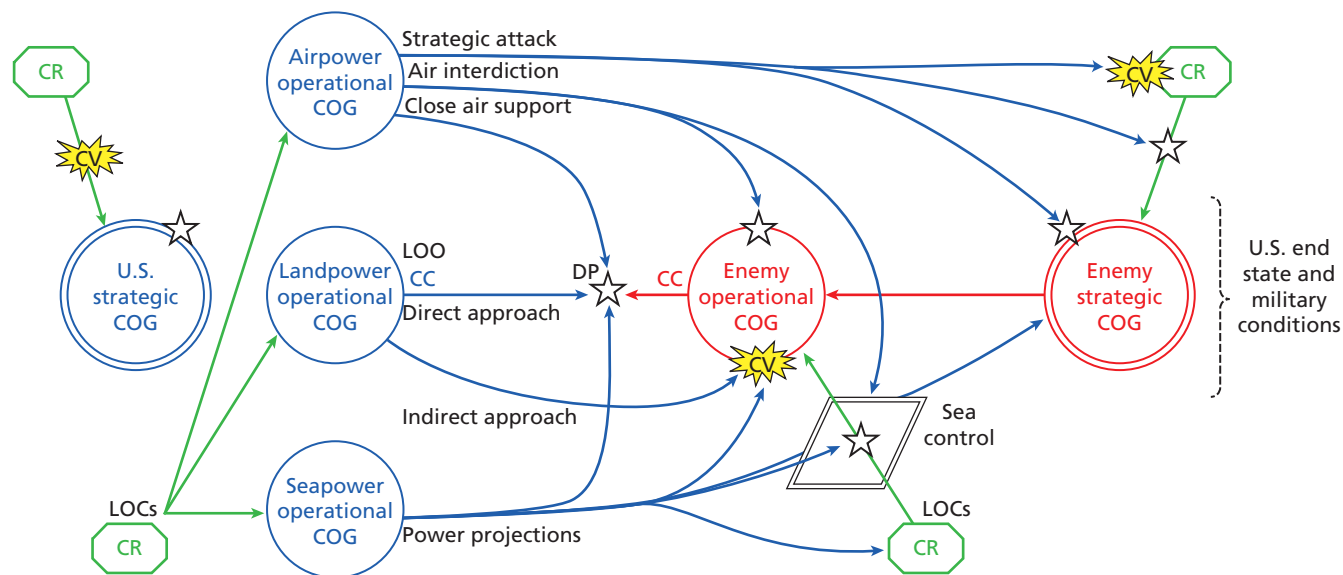 CR
CV
U.S.
strategic
COG
LOCs
CR
Airpower
operational
COG
Strategic attack
Air interdiction
Close air support
Landpower
operational
COG
LOO
CC
Direct approach
Indirect approach
Seapower
operational
COG
Power projections
DP
CC
Enemy
operational
COG
CV
Sea
control
LOCs
CR
CV
CR
Enemy
strategic
COG
U.S. end
state and
military
conditions